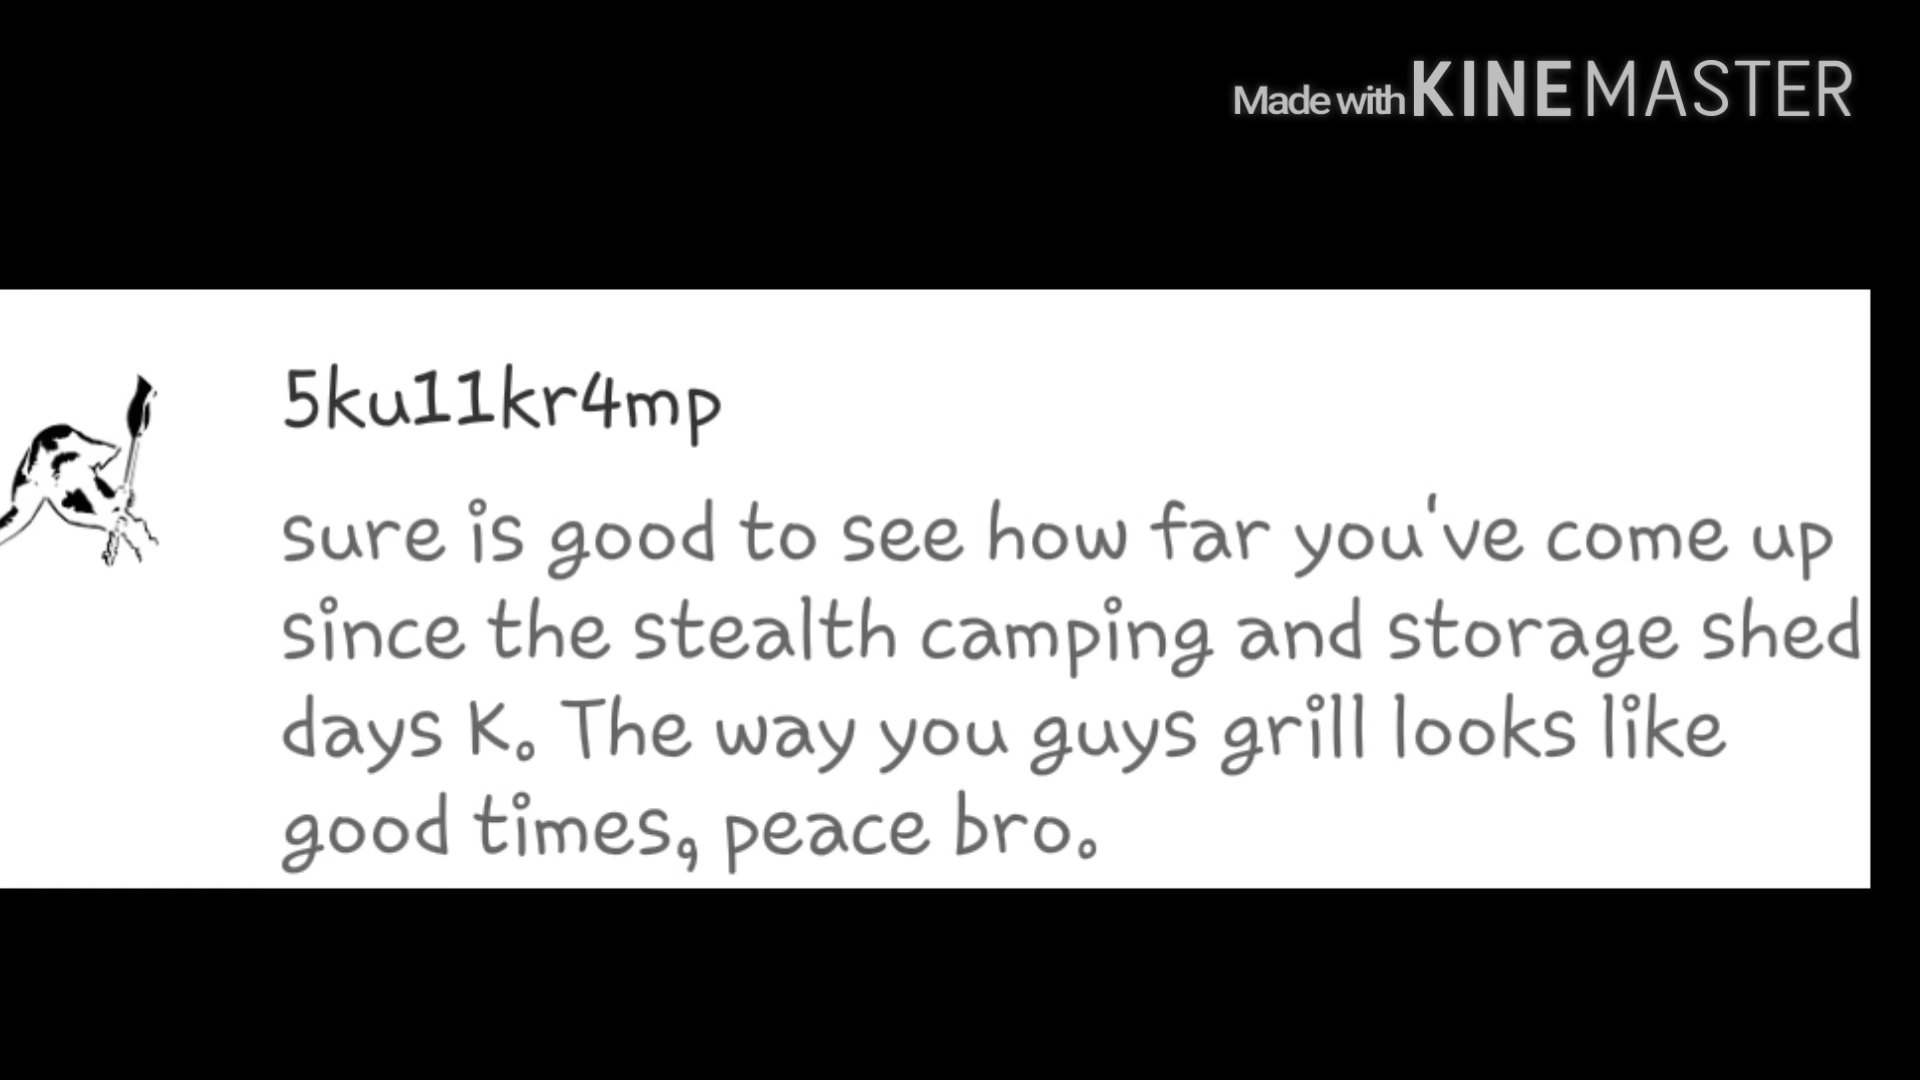 Made with KINEMASTER
5ku11kr4mp
sure is good to see how far you've come up
since the stealth camping and storage shed
days K. The way you guys grill looks like
good times, peace bro.